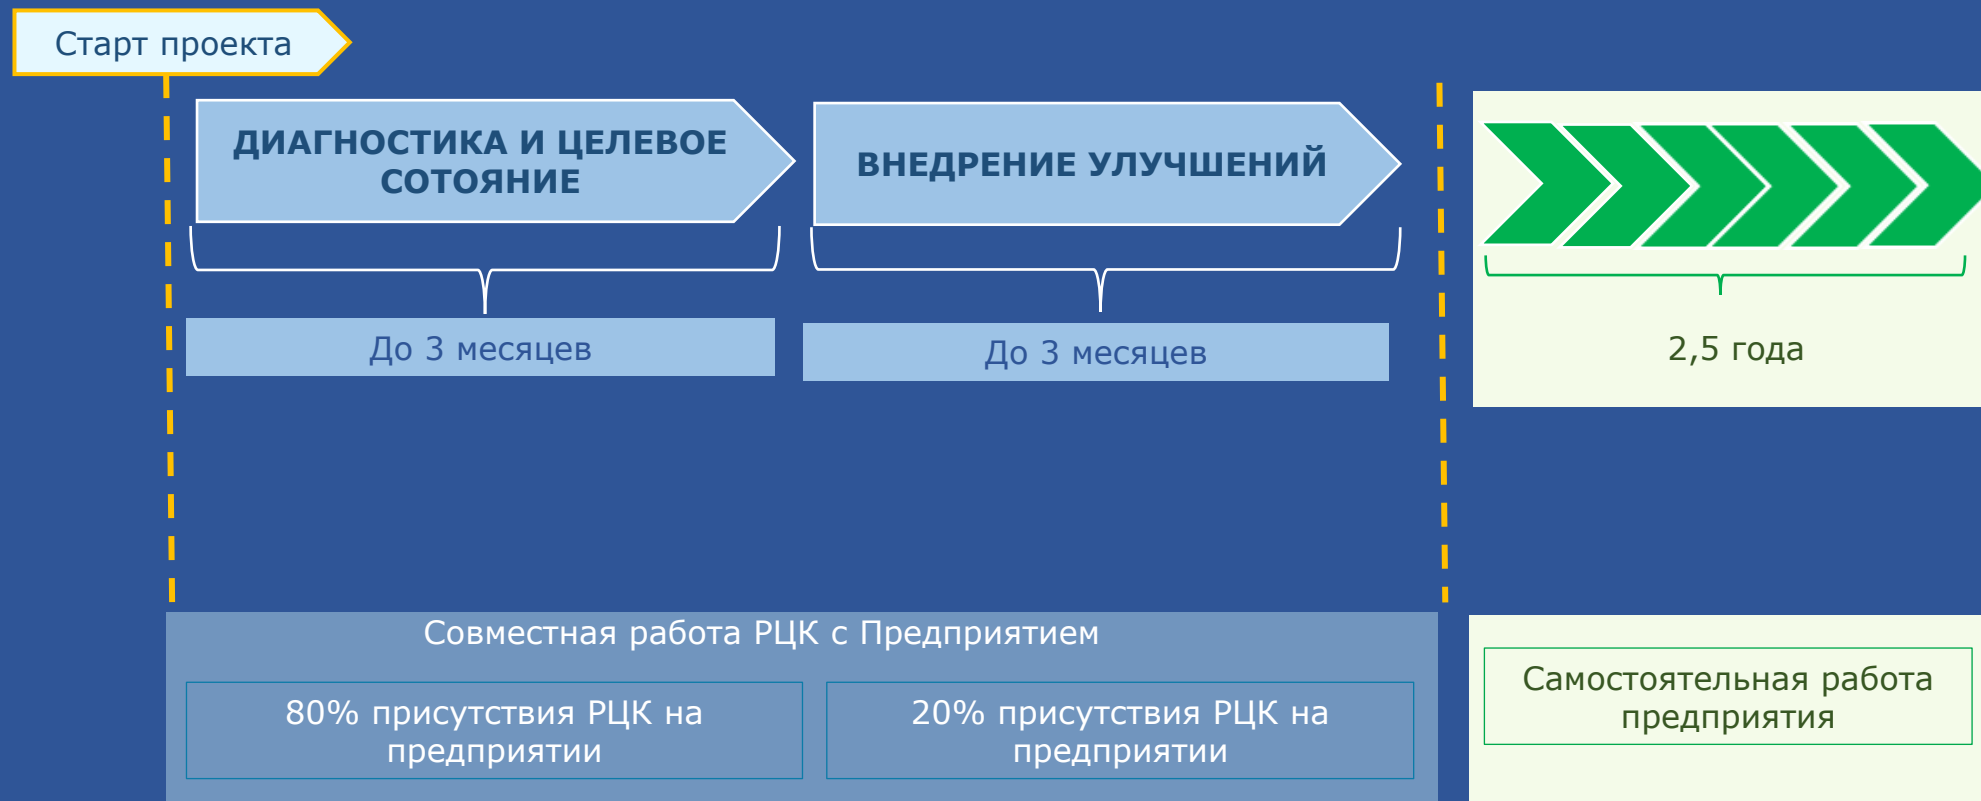 Старт проекта
ДИАГНОСТИКА И ЦЕЛЕВОЕ
СОТОЯНИЕ
ВНЕДРЕНИЕ УЛУЧШЕНИЙ
До 3 месяцев
До 3 месяцев
2,5 года
Совместная работа РЦК с Предприятием
80% присутствия РЦК на
предприятии
20% присутствия РЦК на
предприятии
Самостоятельная работа
предприятия